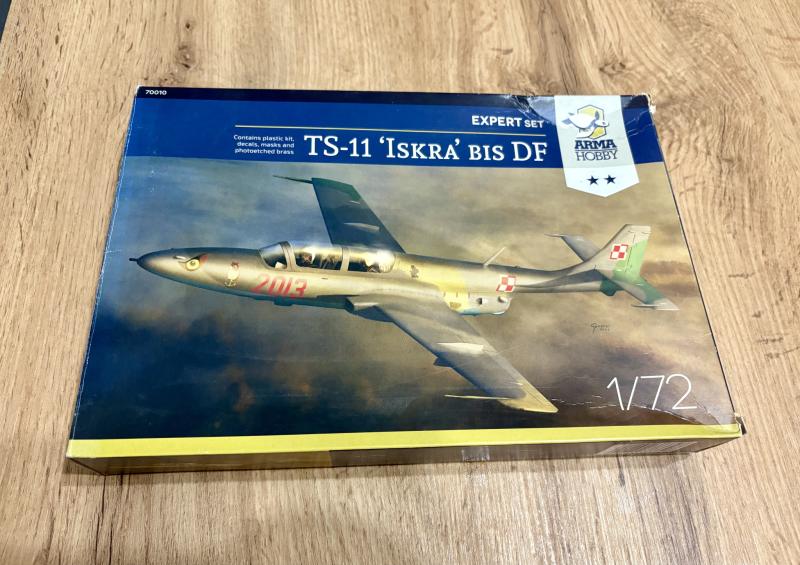 70010
EXPERT SET
Contains plastic kit,
decals, masks and
photoetched brass
TS-11 'ISKRA' BIS DF
ARMA
HOBBY
2013
1/72